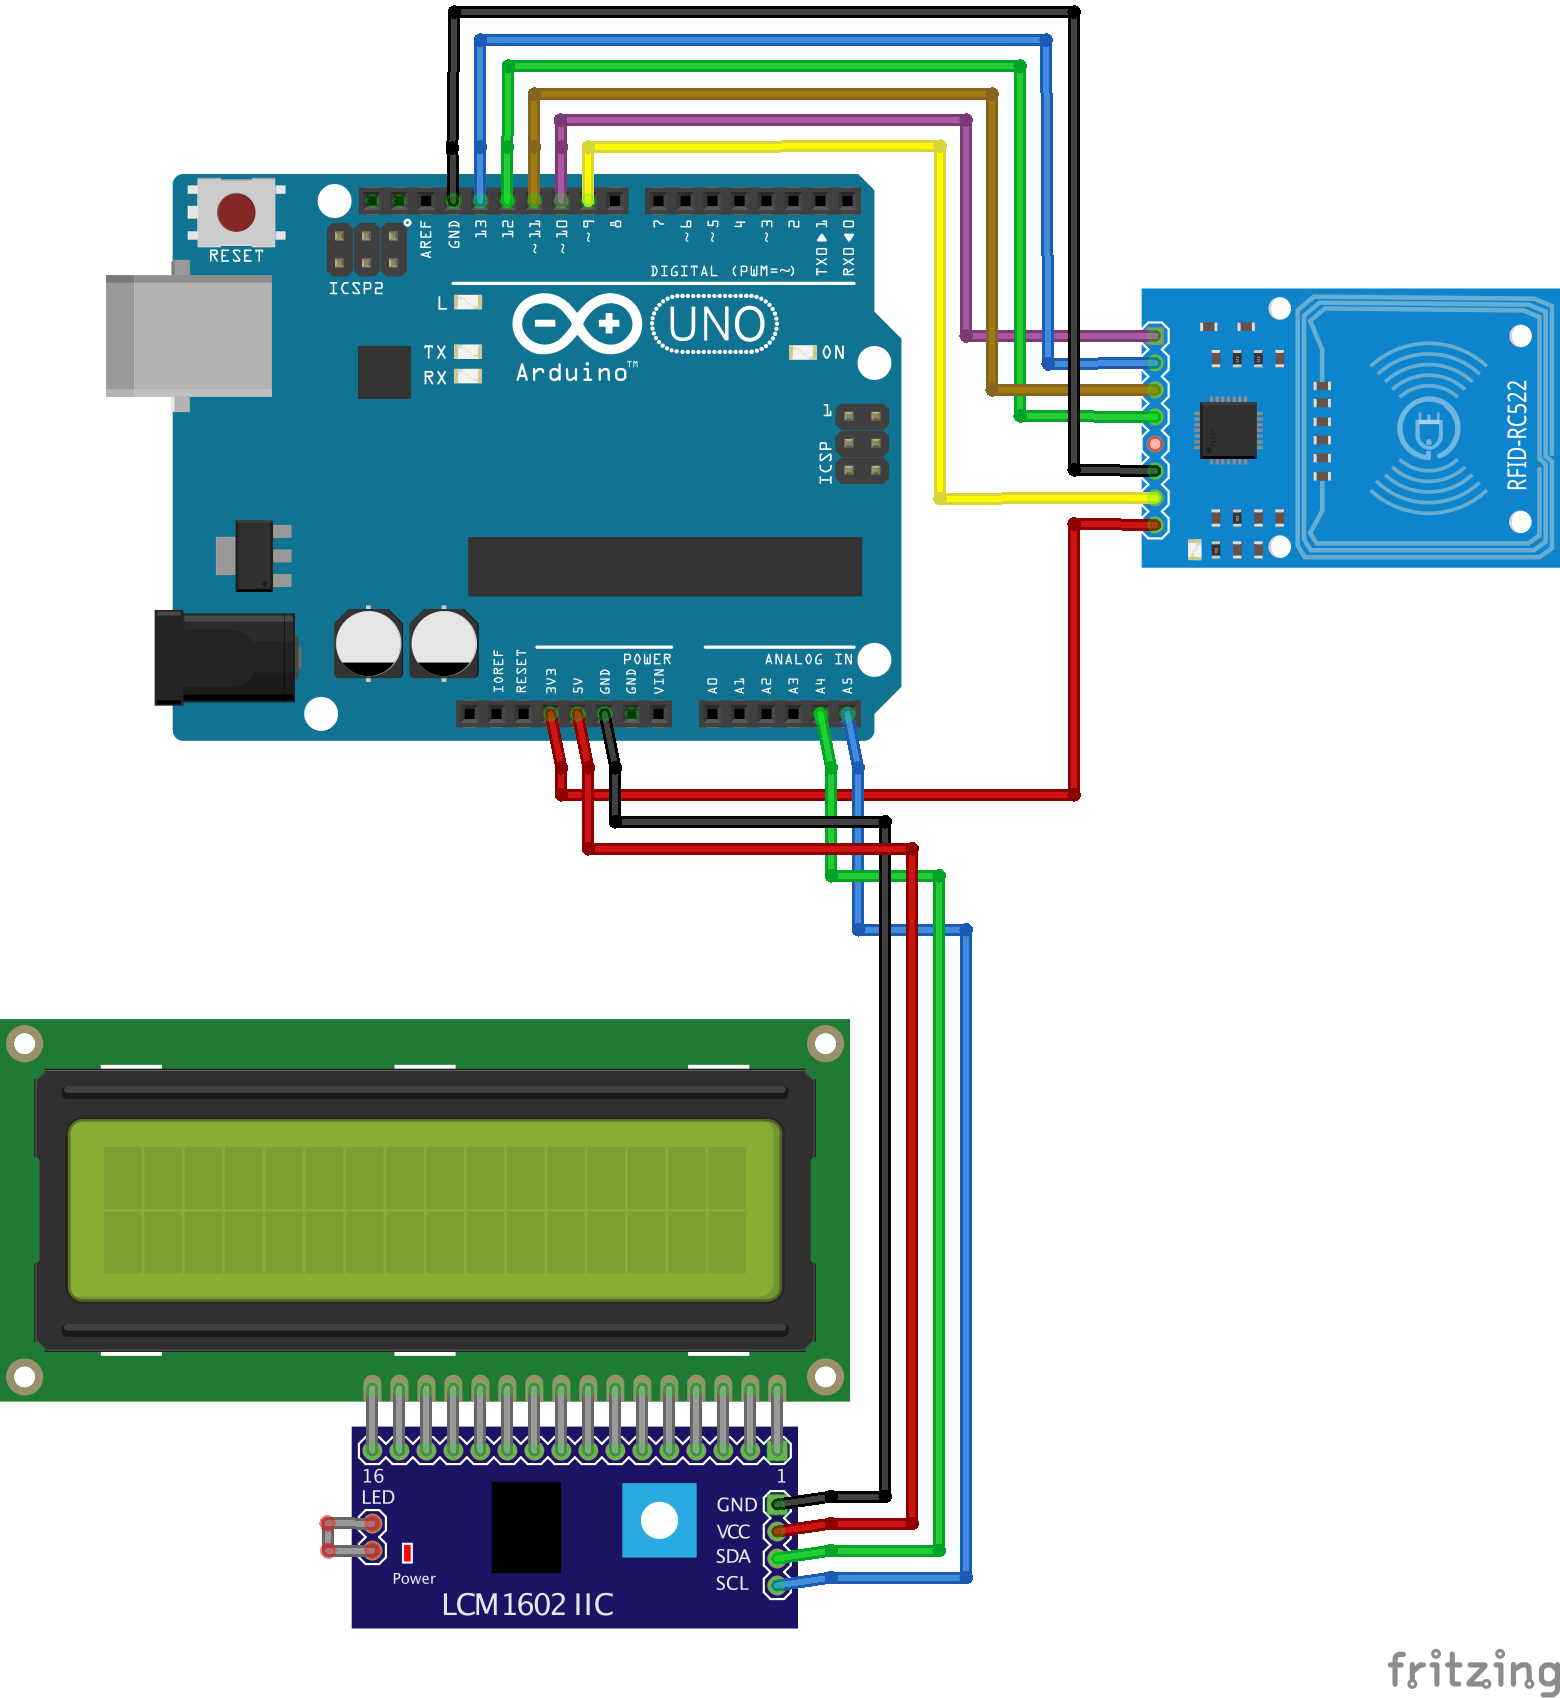 RESET
ICSP2
AREF
GND
13
12
~11
~10
~9
8
7
~6
~5
4
~3
2
TX0▶1
RX0◀0
DIGITAL (PWM=~)
L
TX
RX
UNO
Arduino™
ON
1
ICSP
RFID-RC522
IOREF
RESET
3V3
5V
GND
GND
VIN
POWER
ANALOG IN
A0
A1
A2
A3
A4
A5
16
1
LED
GND
VCC
SDA
SCL
Power
LCM1602 IIC
fritzing